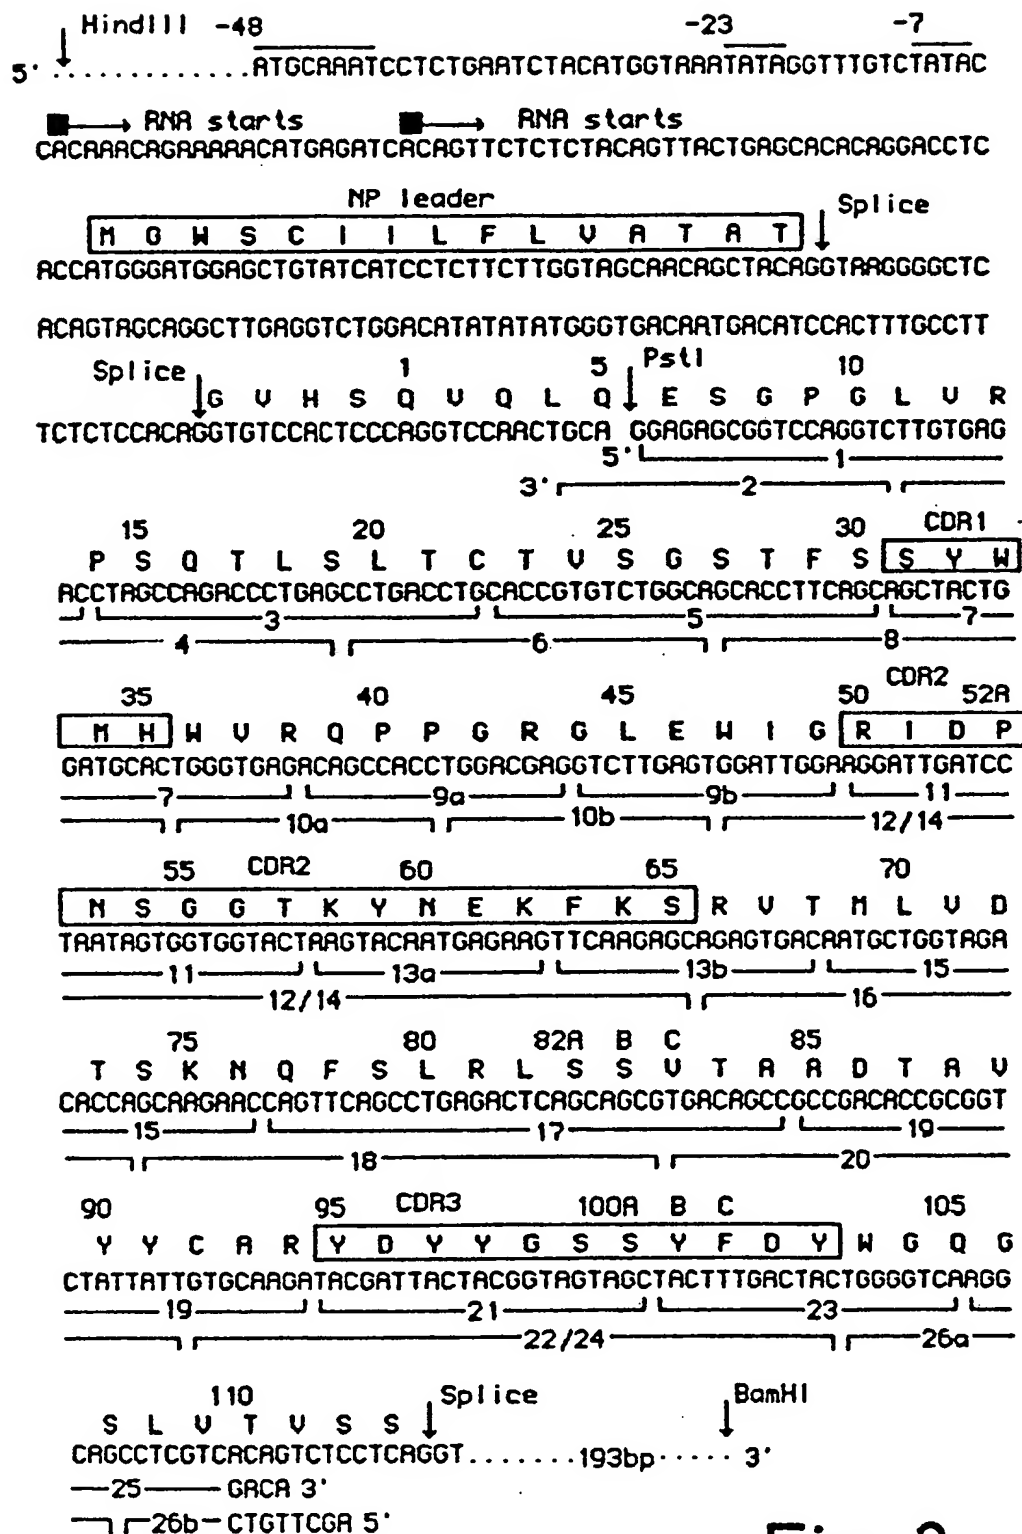 HindIII -48 -23 -7
5' ..............ATGCAAATCCTCTGAATCTACATGGTAAATATAGGTTTGTCTATAC
RNA starts RNA starts
CACAAACAGAAAAACATGAGATCACAGTTCTCTCTACAGTTACTGAGCACACAGGACCTC
NP leader Splice
M G W S C I I L F L V A T A T
ACCATGGGATGGAGCTGTATCATCCTCTTCTTGGTAGCAACAGCTACAGGTAAGGGGCTC
ACAGTAGCAGGCTTGAGGTCTGGACATATATATGGGTGACAATGACATCCACTTTGCCTT
Splice 1 5 PstI 10
G V H S Q V Q L Q E S G P G L V R
TCTCTCCACAGGTGTCCACTCCCAGGTCCAACTGCA GGAGAGCGGTCCAGGTCTTGTGAG
5' 1
3' 2
15 20 25 30 CDR1
P S Q T L S L T C T V S G S T F S S Y W
ACCTAGCCAGACCCTGAGCCTGACCTGCACCGTGTCTGGCAGCACCTTCAGCAGCTACTG
3 5 7
4 6 8
35 40 45 50 CDR2 52A
M H W V R Q P P G R G L E W I G R I D P
GATGCACTGGGTGAGACAGCCACCTGGACGAGGTCTTGAGTGGATTGGAAGGATTGATCC
7 9a 9b 11
10a 10b 12/14
55 CDR2 60 65 70
N S G G T K Y N E K F K S R V T M L V D
TAATAGTGGTGGTACTAAGTACAATGAGAAGTTCAAGAGCAGAGTGACAATGCTGGTAGA
11 13a 13b 15
12/14 16
75 80 82A B C 85
T S K N Q F S L R L S S V T A A D T A V
CACCAGCAAGAACCAGTTCAGCCTGAGACTCAGCAGCGTGACAGCCGCCGACACCGCGGT
15 17 19
18 20
90 95 CDR3 100A B C 105
Y Y C A R Y D Y Y G S S Y F D Y W G Q G
CTATTATTGTGCAAGATACGATTACTACGGTAGTAGCTACTTTGACTACTGGGGTCAAGG
19 21 23
22/24 26a
110 Splice BamHI
S L V T V S S
CAGCCTCGTCACAGTCTCCTCAGGT.......193bp..... 3'
25 GACA 3'
26b CTGTTCGA 5'